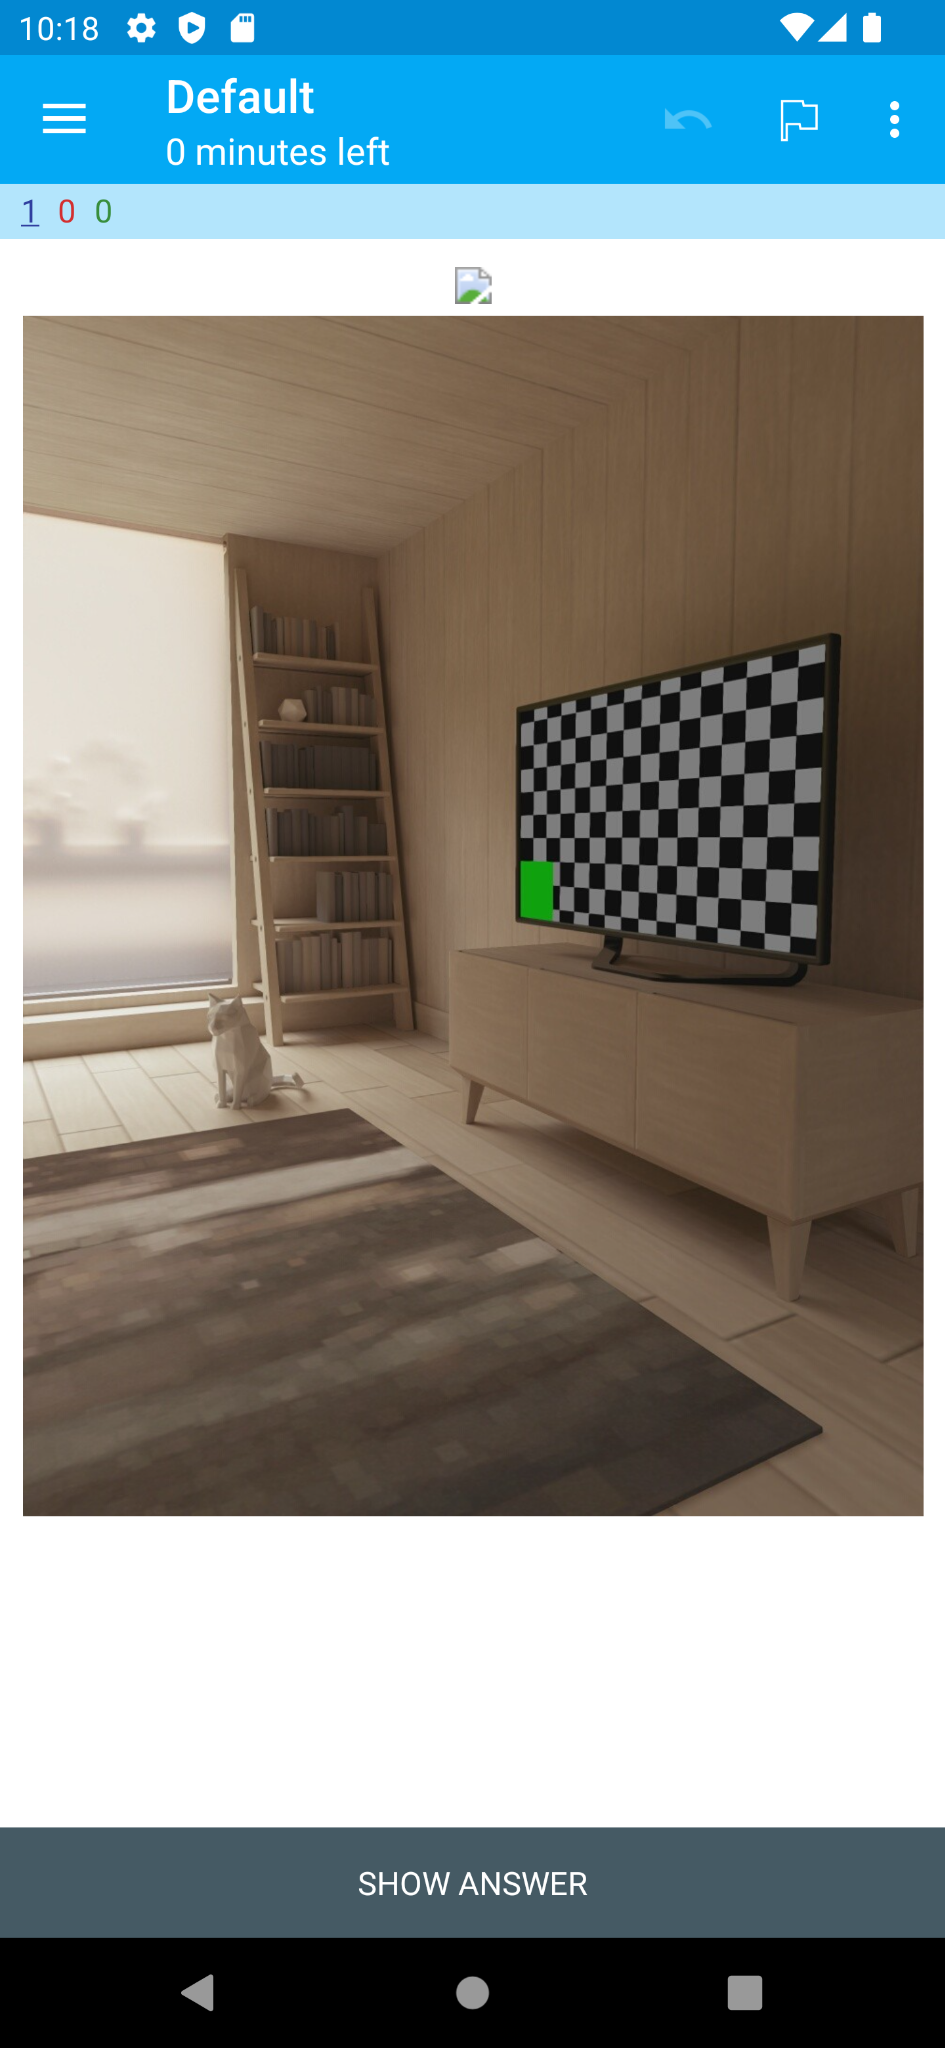 10:18
Default
0 minutes left
1 0 0
SHOW ANSWER